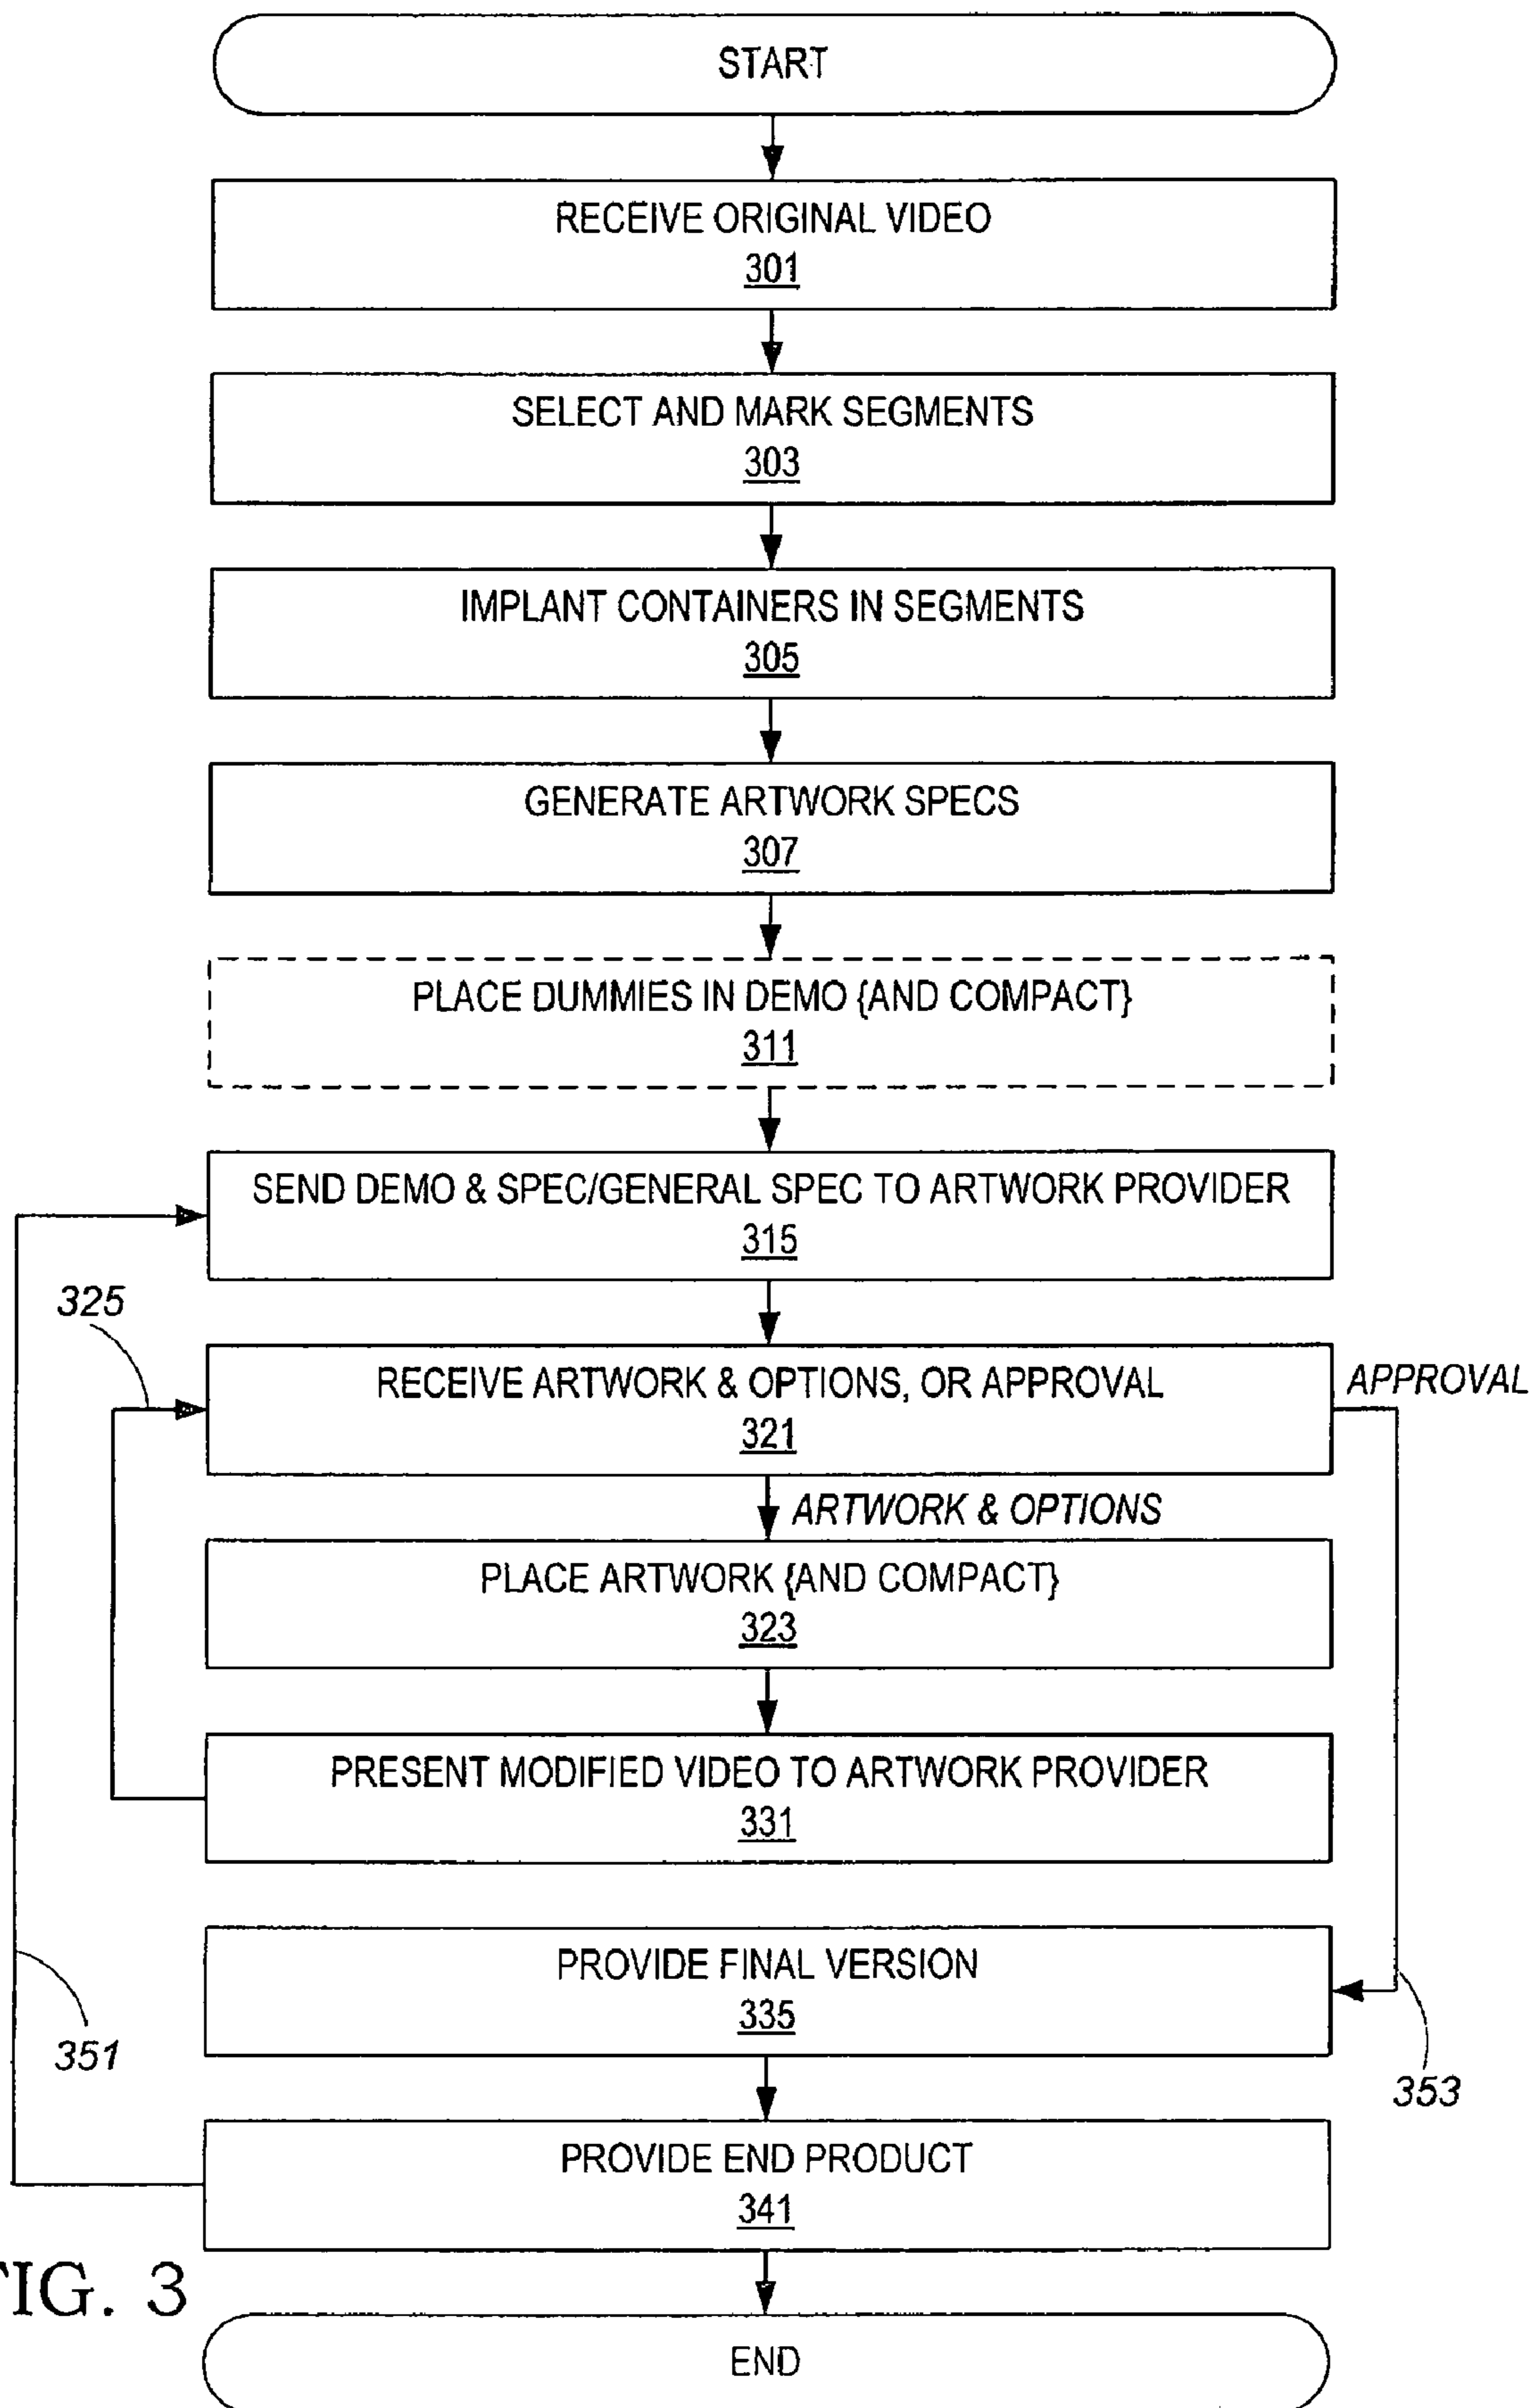 START
RECEIVE ORIGINAL VIDEO
301
SELECT AND MARK SEGMENTS
303
IMPLANT CONTAINERS IN SEGMENTS
305
GENERATE ARTWORK SPECS
307
PLACE DUMMIES IN DEMO {AND COMPACT}
311
SEND DEMO & SPEC/GENERAL SPEC TO ARTWORK PROVIDER
315
325
RECEIVE ARTWORK & OPTIONS, OR APPROVAL
321
APPROVAL
ARTWORK & OPTIONS
PLACE ARTWORK {AND COMPACT}
323
PRESENT MODIFIED VIDEO TO ARTWORK PROVIDER
331
PROVIDE FINAL VERSION
335
351
353
PROVIDE END PRODUCT
341
FIG. 3
END